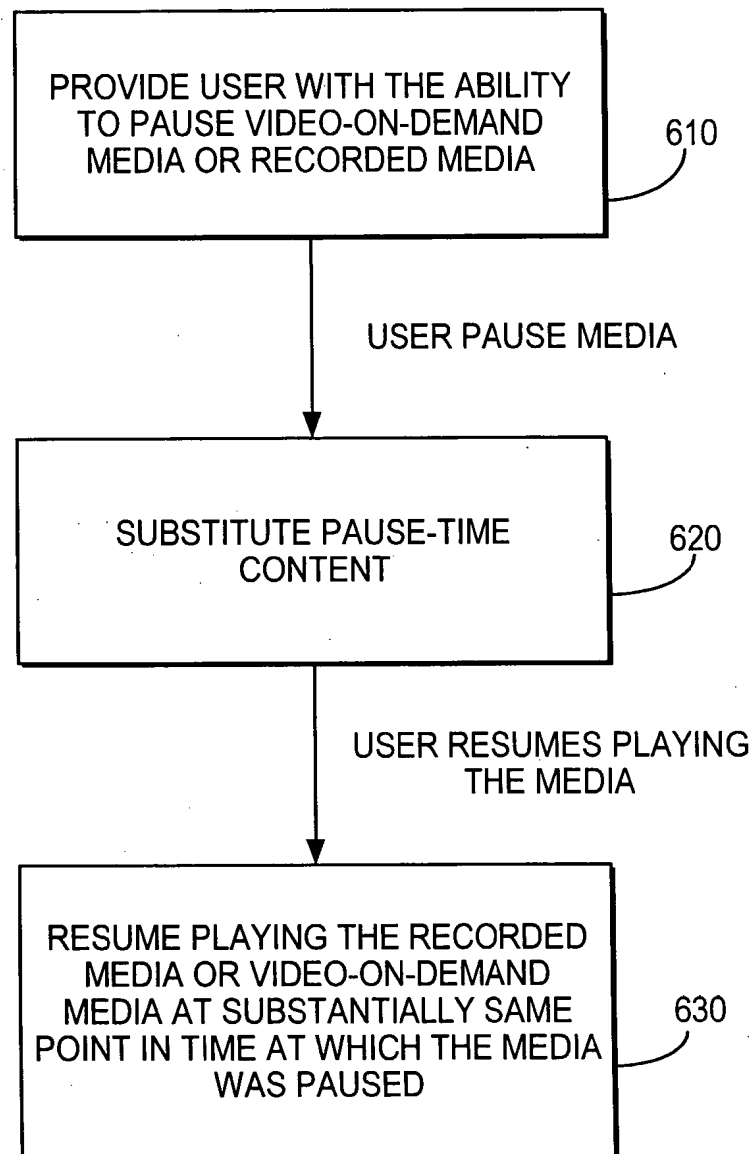 PROVIDE USER WITH THE ABILITY
TO PAUSE VIDEO-ON-DEMAND
MEDIA OR RECORDED MEDIA
610
USER PAUSE MEDIA
SUBSTITUTE PAUSE-TIME
CONTENT
620
USER RESUMES PLAYING
THE MEDIA
RESUME PLAYING THE RECORDED
MEDIA OR VIDEO-ON-DEMAND
MEDIA AT SUBSTANTIALLY SAME
POINT IN TIME AT WHICH THE MEDIA
WAS PAUSED
630